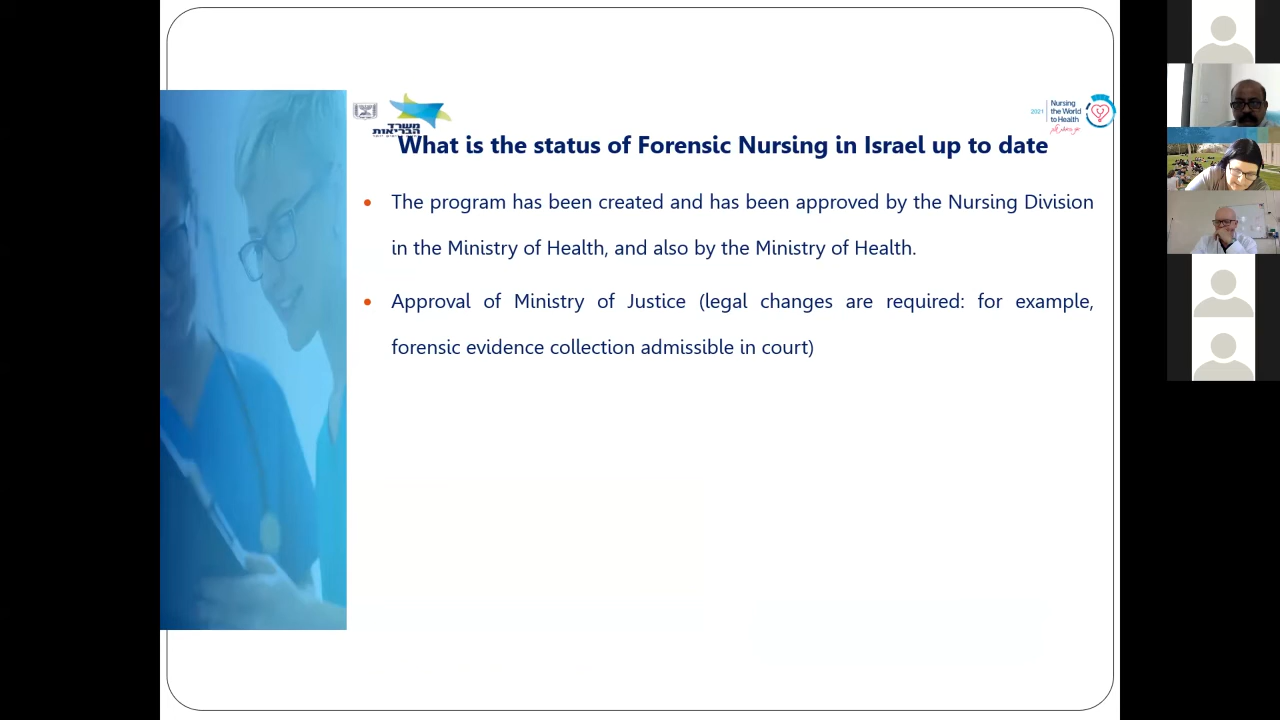 משרד
הבריאות
2021
Nursing
the World
to Health
What is the status of Forensic Nursing in Israel up to date
• The program has been created and has been approved by the Nursing Division
in the Ministry of Health, and also by the Ministry of Health.
• Approval of Ministry of Justice (legal changes are required: for example,
forensic evidence collection admissible in court)